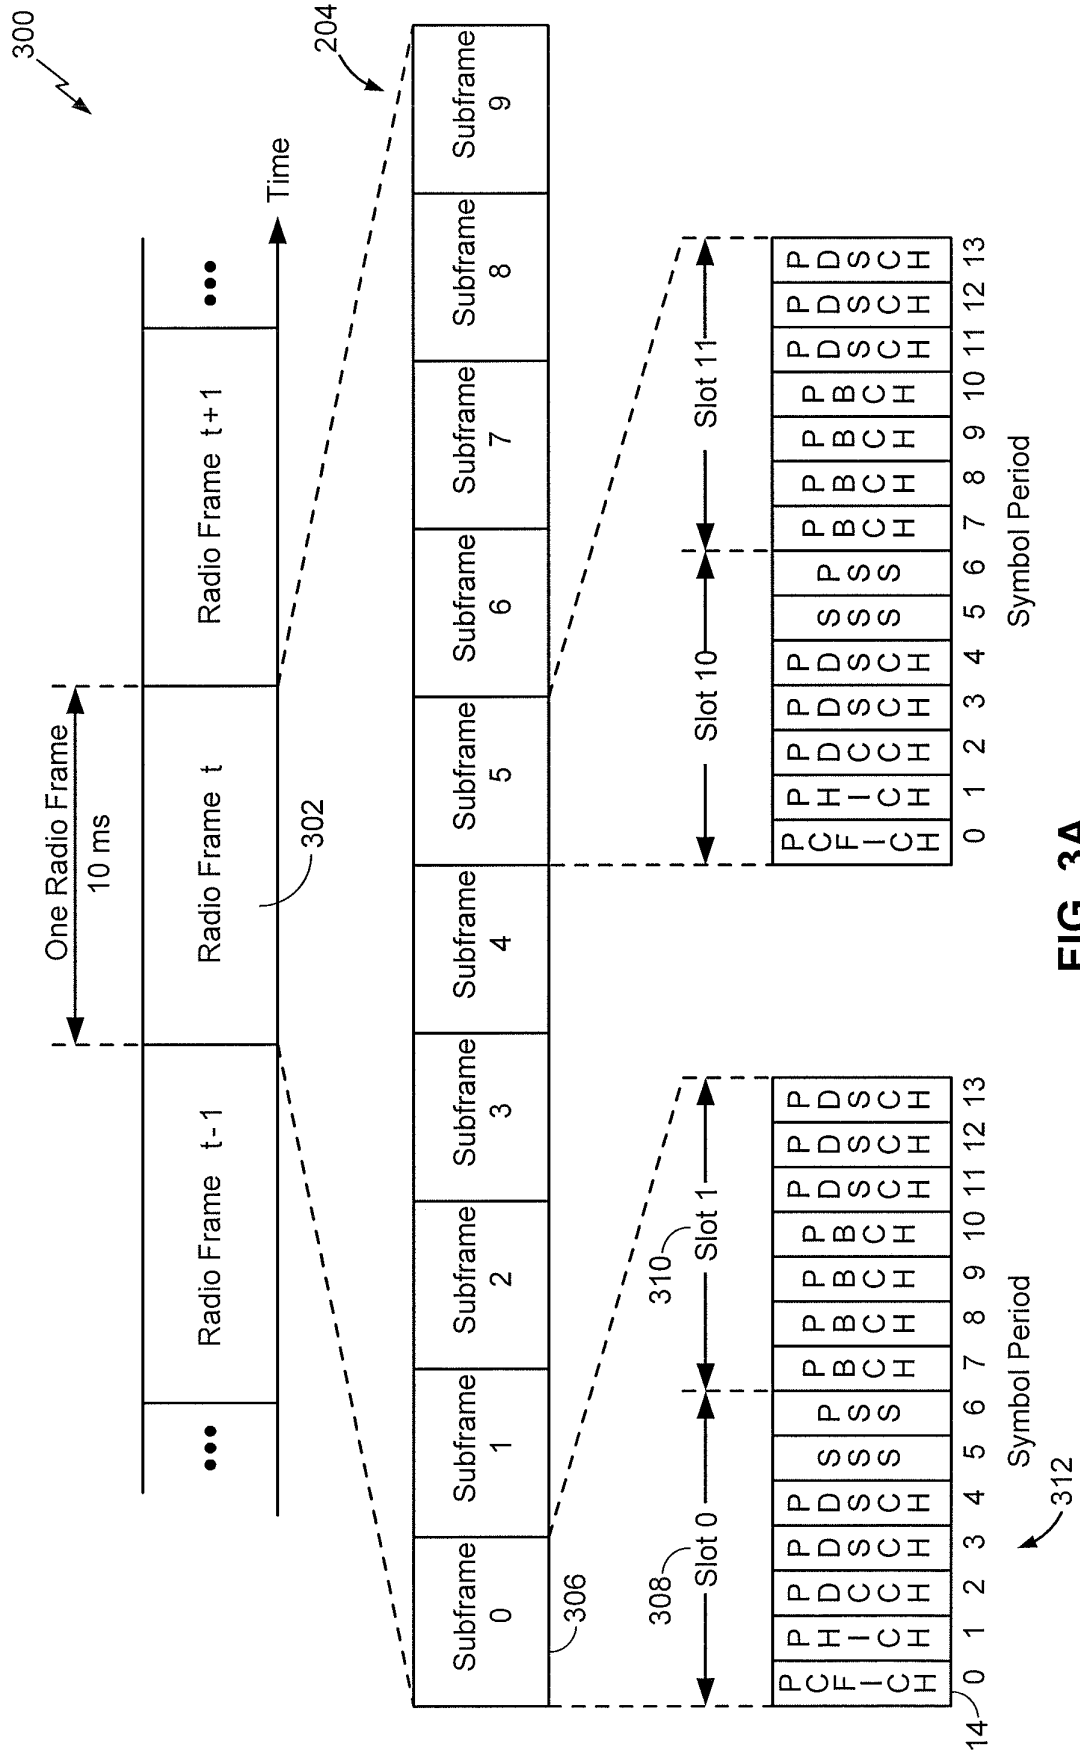 300
One Radio Frame
10 ms
••• Radio Frame t-1 Radio Frame t Radio Frame t+1 •••
Time
302
204
Subframe 0 Subframe 1 Subframe 2 Subframe 3 Subframe 4 Subframe 5 Subframe 6 Subframe 7 Subframe 8 Subframe 9
306
308 310
Slot 0 Slot 1 Slot 10 Slot 11
PCFICH PHICH PDCCH PDSCH PDSCH SSS PSS PBCH PBCH PBCH PBCH PDSCH PDSCH PDSCH
PCFICH PHICH PDCCH PDSCH PDSCH SSS PSS PBCH PBCH PBCH PBCH PDSCH PDSCH PDSCH
14
0 1 2 3 4 5 6 7 8 9 10 11 12 13
0 1 2 3 4 5 6 7 8 9 10 11 12 13
Symbol Period Symbol Period
312
FIG. 3A